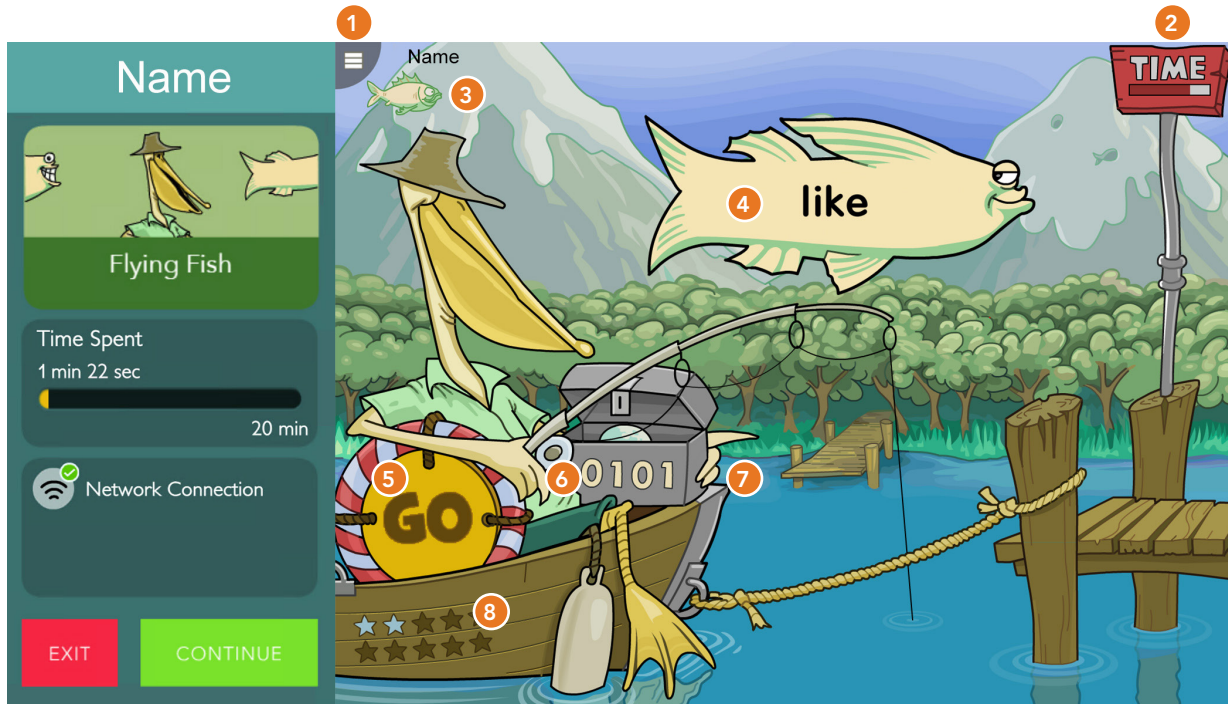 1
2
Name
Name
TIME
3
like
4
Flying Fish
Time Spent
1 min 22 sec
20 min
5
6
0101
7
Network Connection
GO
8
EXIT
CONTINUE